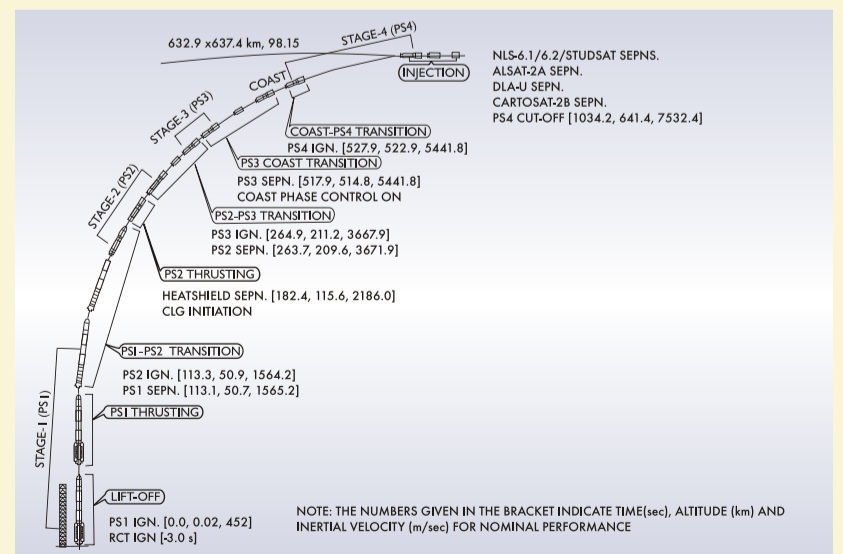 632.9 x637.4 km, 98.15
STAGE-4 (PS4)
INJECTION
NLS-6.1/6.2/STUDSAT SEPNS.
ALSAT-2A SEPN.
DLA-U SEPN.
CARTOSAT-2B SEPN.
PS4 CUT-OFF [1034.2, 641.4, 7532.4]
COAST
COAST-PS4 TRANSITION
PS4 IGN. [527.9, 522.9, 5441.8]
STAGE-3 (PS3)
PS3 COAST TRANSITION
PS3 SEPN. [517.9, 514.8, 5441.8]
COAST PHASE CONTROL ON
STAGE-2 (PS2)
PS2-PS3 TRANSITION
PS3 IGN. [264.9, 211.2, 3667.9]
PS2 SEPN. [263.7, 209.6, 3671.9]
PS2 THRUSTING
HEATSHIELD SEPN. [182.4, 115.6, 2186.0]
CLG INITIATION
PS1-PS2 TRANSITION
PS2 IGN. [113.3, 50.9, 1564.2]
PS1 SEPN. [113.1, 50.7, 1565.2]
STAGE-1 (PS1)
PS1 THRUSTING
LIFT-OFF
PS1 IGN. [0.0, 0.02, 452]
RCT IGN [-3.0 s]
NOTE: THE NUMBERS GIVEN IN THE BRACKET INDICATE TIME(sec), ALTITUDE (km) AND
INERTIAL VELOCITY (m/sec) FOR NOMINAL PERFORMANCE